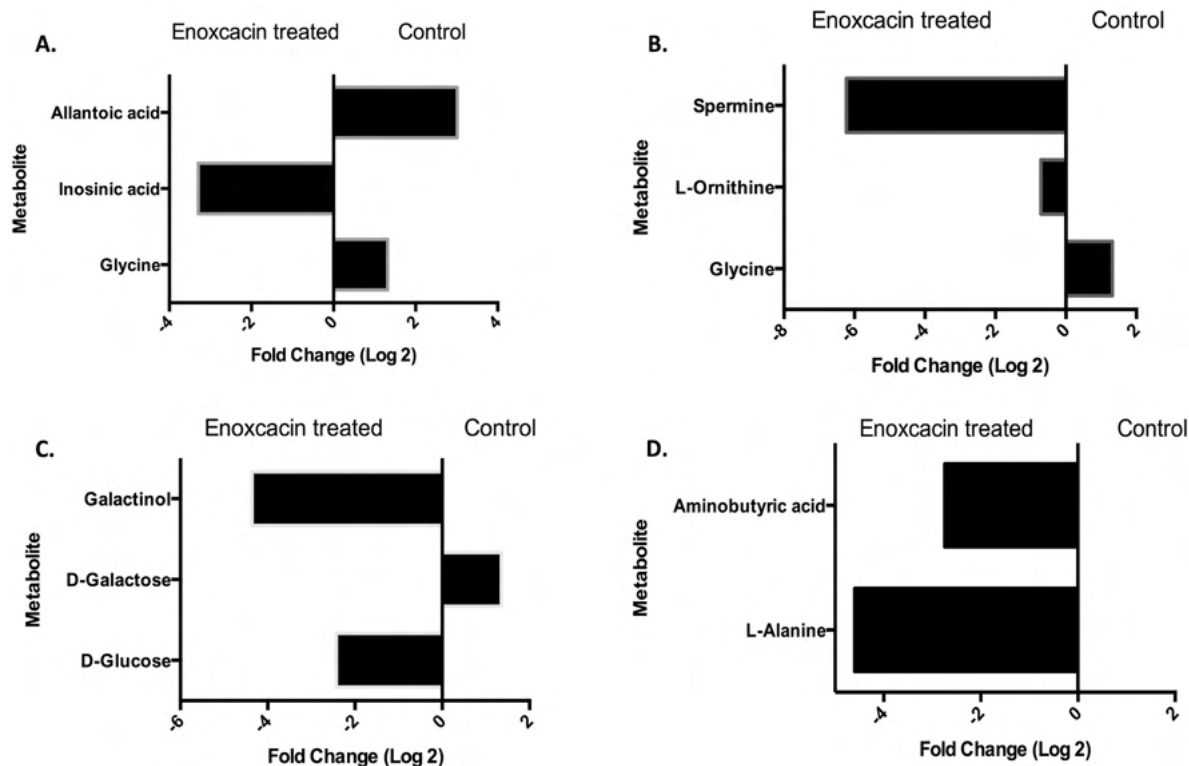 A.
Enoxcacin treated Control
Metabolite
Allantoic acid
Inosinic acid
Glycine
-4 -2 0 2 4
Fold Change (Log 2)
B.
Enoxcacin treated Control
Metabolite
Spermine
L-Ornithine
Glycine
-8 -6 -4 -2 0 2
Fold Change (Log 2)
C.
Enoxcacin treated Control
Metabolite
Galactinol
D-Galactose
D-Glucose
-6 -4 -2 0 2
Fold Change (Log 2)
D.
Enoxcacin treated Control
Metabolite
Aminobutyric acid
L-Alanine
-4 -2 0 2
Fold Change (Log 2)